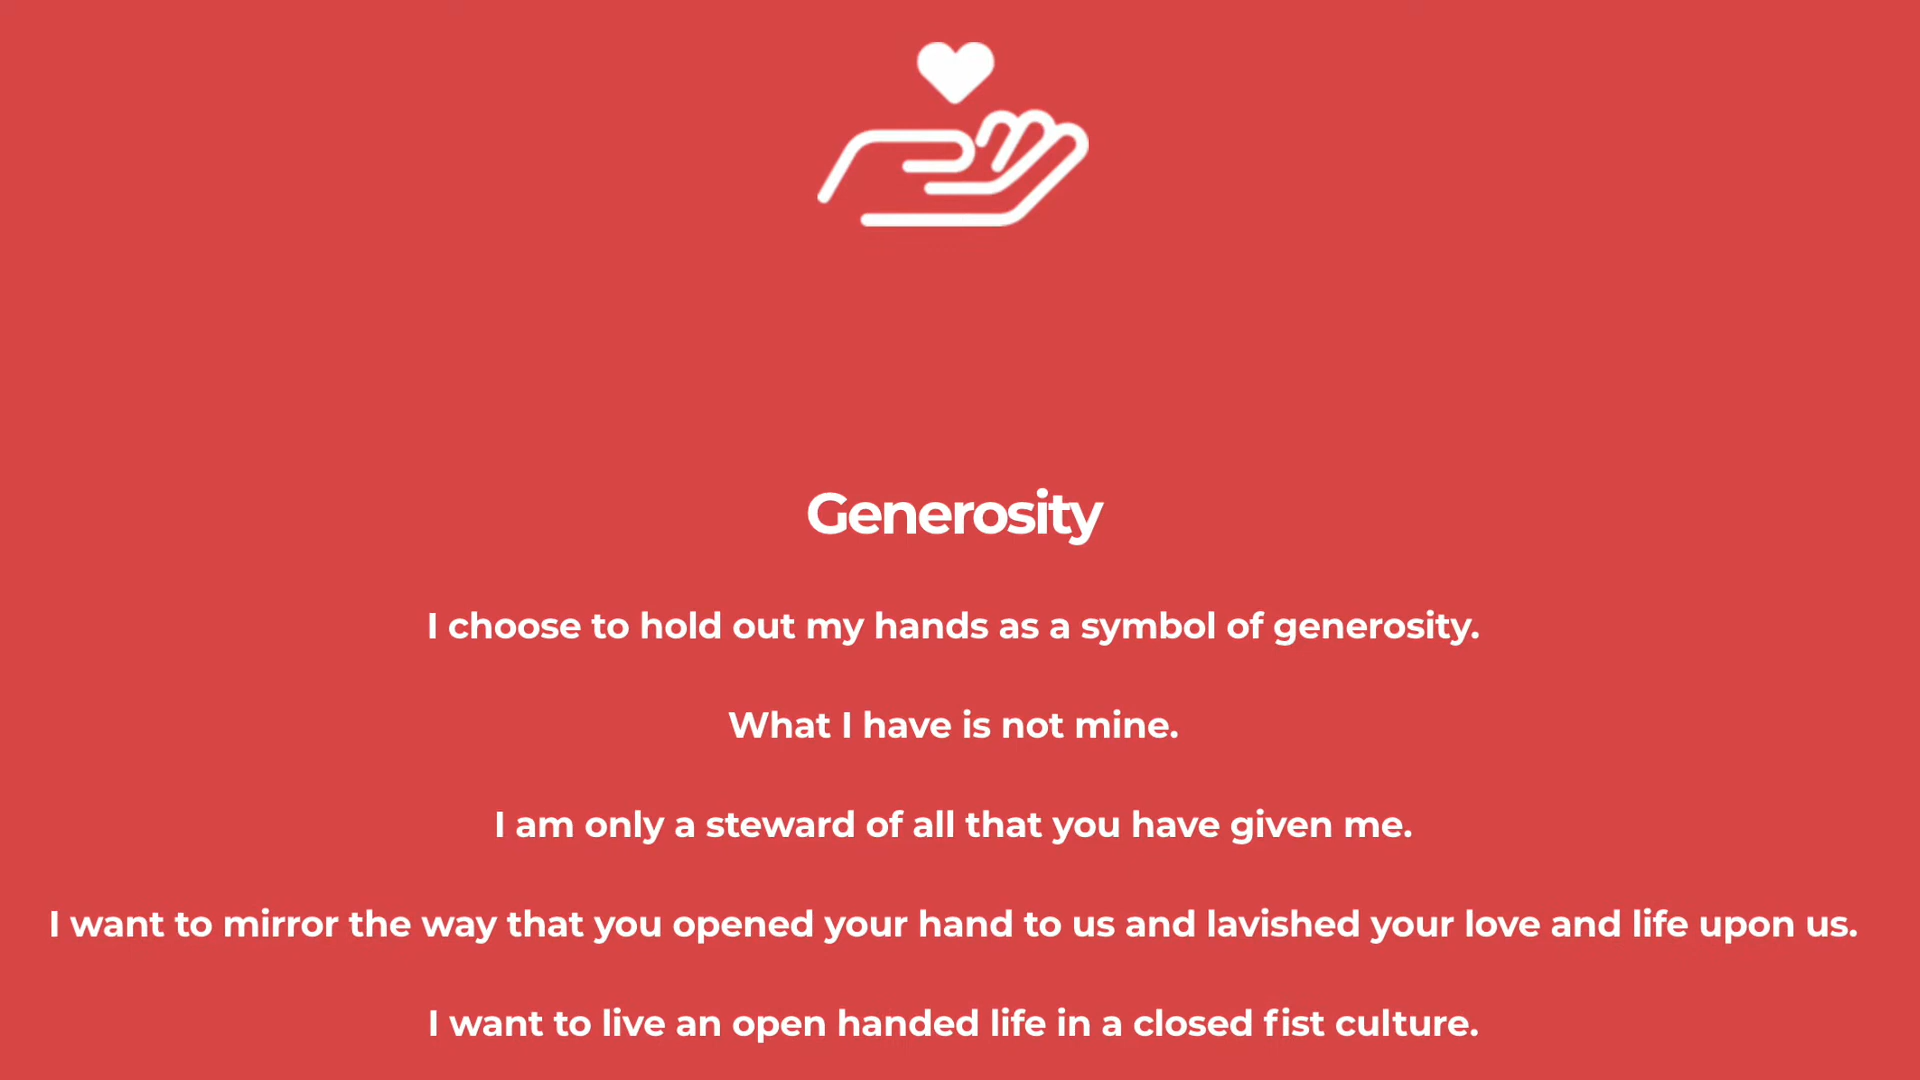 Generosity
I choose to hold out my hands as a symbol of generosity.
What I have is not mine.
I am only a steward of all that you have given me.
I want to mirror the way that you opened your hand to us and lavished your love and life upon us.
I want to live an open handed life in a closed fist culture.